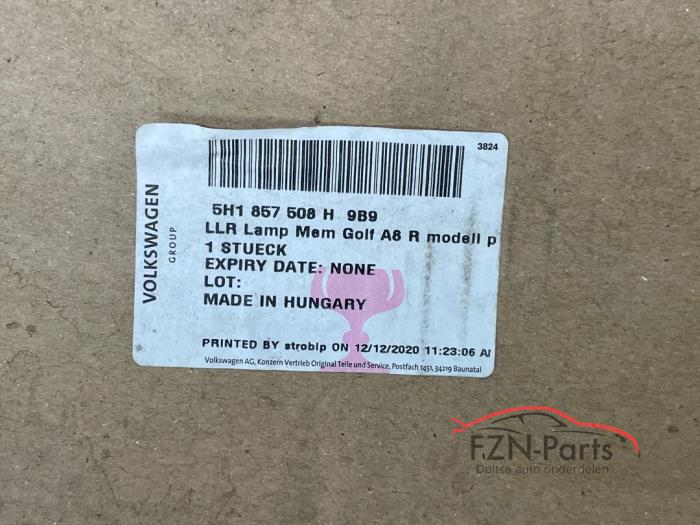 3824
VOLKSWAGEN
GROUP
5H1 857 508 H 9B9
LLR Lamp Mem Golf A8 R modell p
1 STUECK
EXPIRY DATE: NONE
LOT:
MADE IN HUNGARY
PRINTED BY stroblp ON 12/12/2020 11:23:06 AM
Volkswagen AG, Konzern Vertrieb Original Teile und Service, Postfach 1451, 34219 Baunatal
FZN-Parts
Duitse auto onderdelen